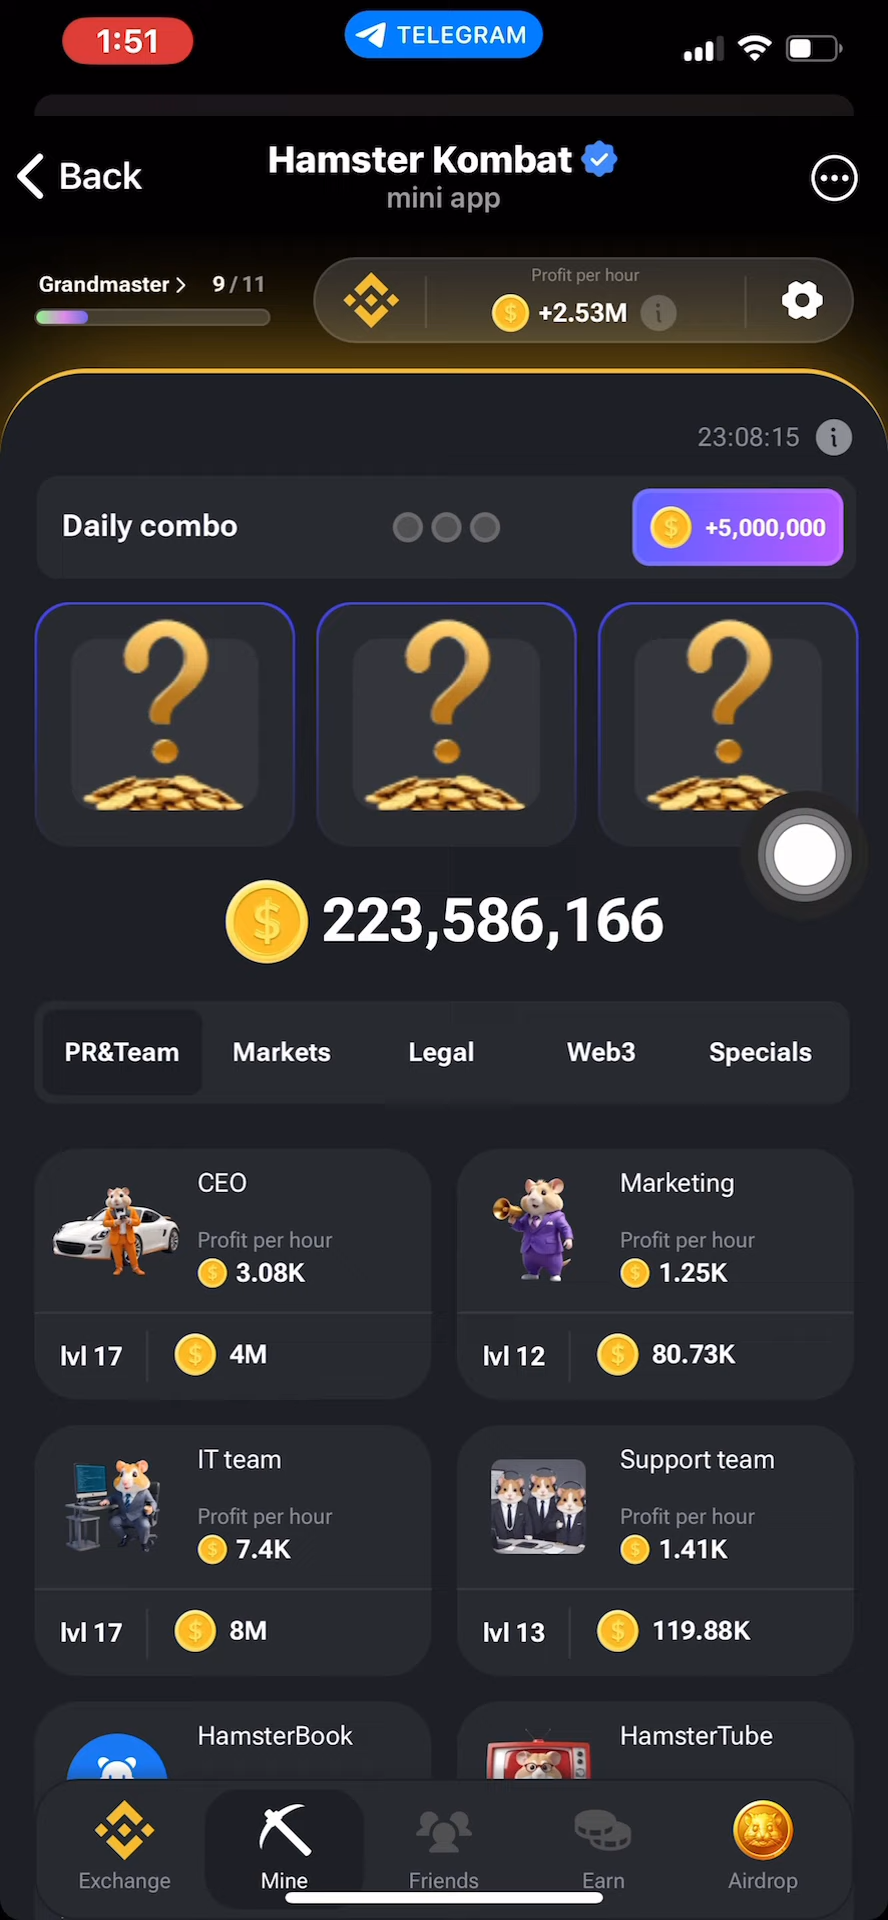 1:51
TELEGRAM
Back
Hamster Kombat
mini app
Grandmaster
9/11
Profit per hour
+2.53M
23:08:15
Daily combo
+5,000,000
223,586,166
PR&Team Markets Legal Web3 Specials
CEO
Profit per hour
3.08K
lvl 17
4M
Marketing
Profit per hour
1.25K
lvl 12
80.73K
IT team
Profit per hour
7.4K
lvl 17
8M
Support team
Profit per hour
1.41K
lvl 13
119.88K
HamsterBook
HamsterTube
Exchange Mine Friends Earn Airdrop